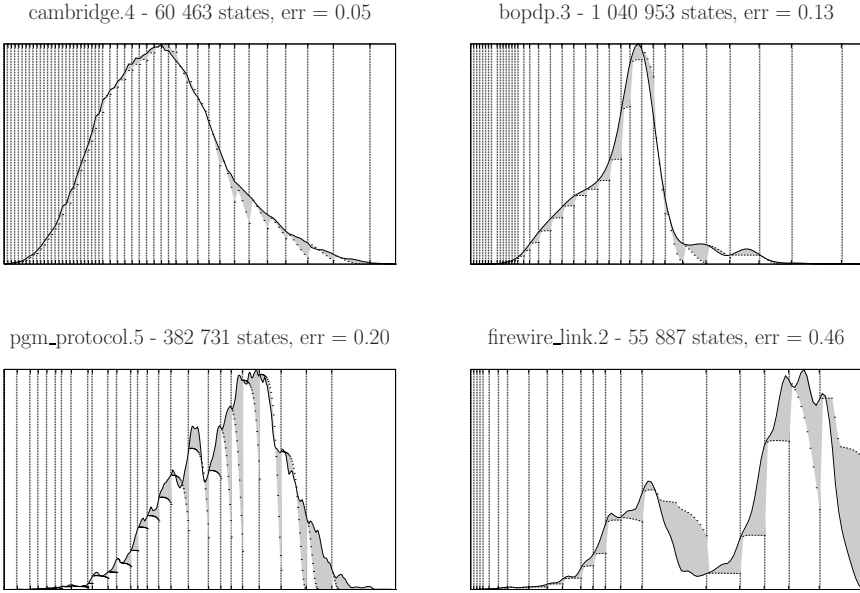 cambridge.4 - 60 463 states, err = 0.05
bopdp.3 - 1 040 953 states, err = 0.13
pgm_protocol.5 - 382 731 states, err = 0.20
firewire_link.2 - 55 887 states, err = 0.46